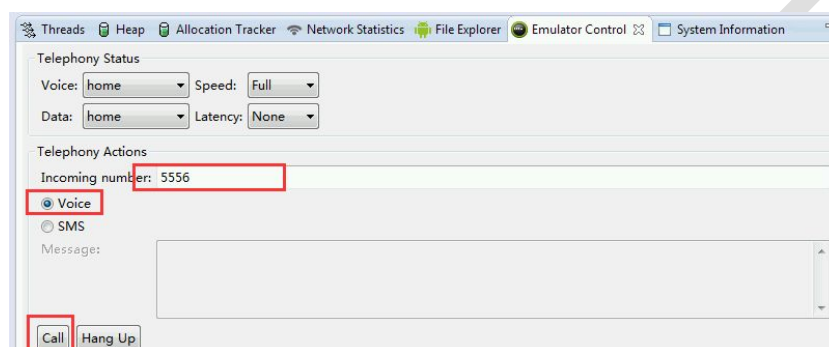 Threads Heap Allocation Tracker Network Statistics File Explorer Emulator Control System Information
Telephony Status
Voice: home Speed: Full
Data: home Latency: None
Telephony Actions
Incoming number: 5556
Voice
SMS
Message:
Call Hang Up